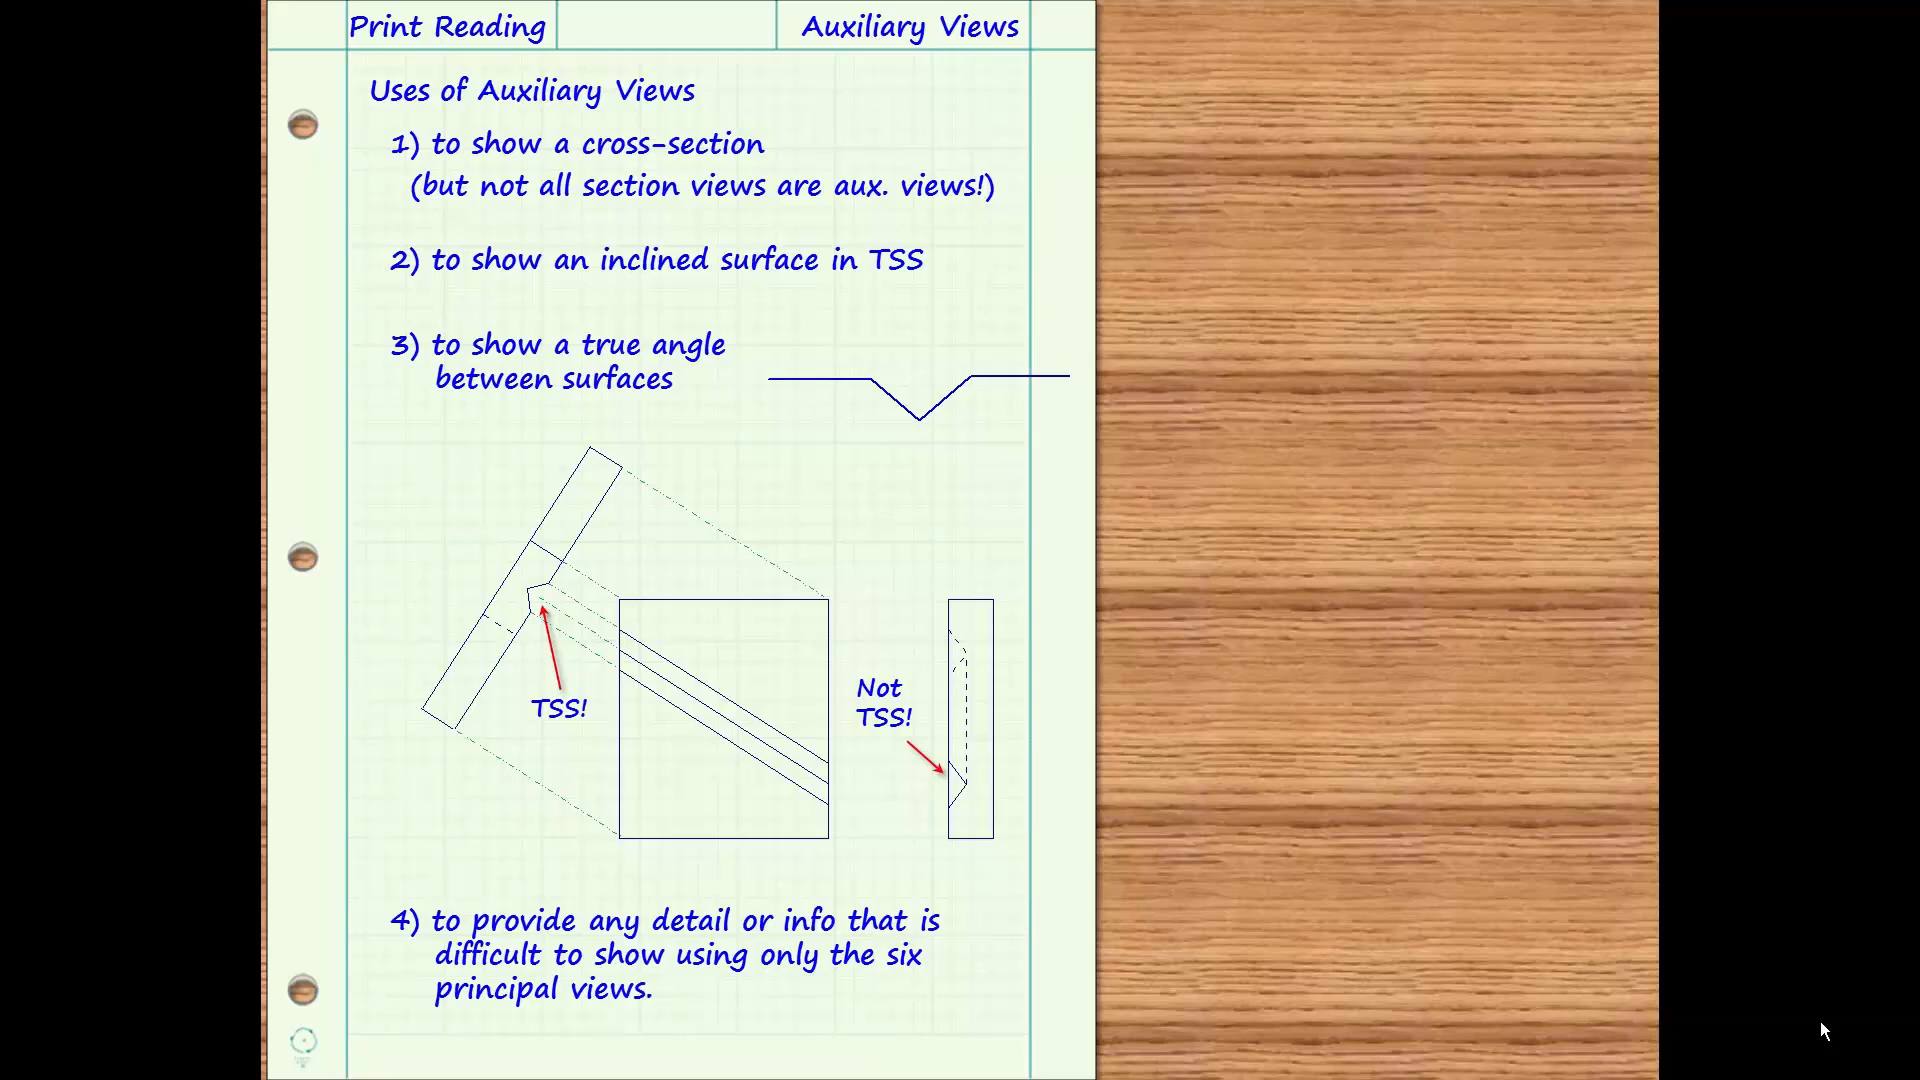 Print Reading
Auxiliary Views
Uses of Auxiliary Views
1) to show a cross-section
(but not all section views are aux. views!)
2) to show an inclined surface in TSS
3) to show a true angle
between surfaces
TSS!
Not
TSS!
4) to provide any detail or info that is
difficult to show using only the six
principal views.